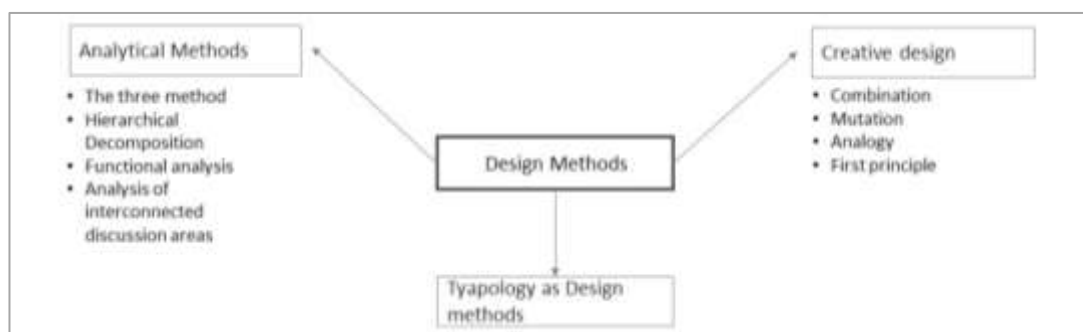 Analytical Methods
• The three method
• Hierarchical
Decomposition
• Functional analysis
• Analysis of
interconnected
discussion areas
Design Methods
Creative design
• Combination
• Mutation
• Analogy
• First principle
Tyapology as Design
methods